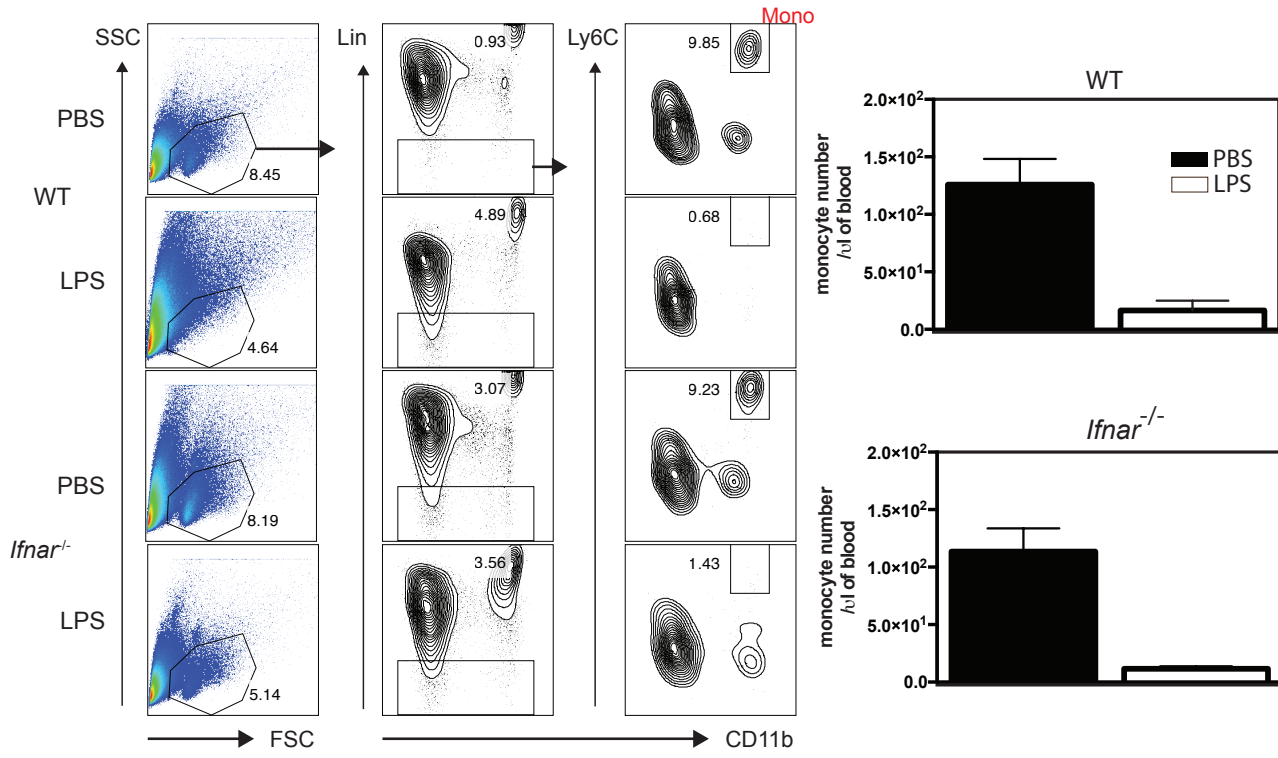 Mono
SSC
Lin
Ly6C
PBS
WT
LPS
PBS
Ifnar-/-
LPS
8.45
4.64
8.19
5.14
0.93
4.89
3.07
3.56
9.85
0.68
9.23
1.43
FSC
CD11b
WT
2.0×10²
1.5×10²
1.0×10²
5.0×10¹
0.0
monocyte number
/υl of blood
PBS
LPS
Ifnar-/-
2.0×10²
1.5×10²
1.0×10²
5.0×10¹
0.0
monocyte number
/υl of blood